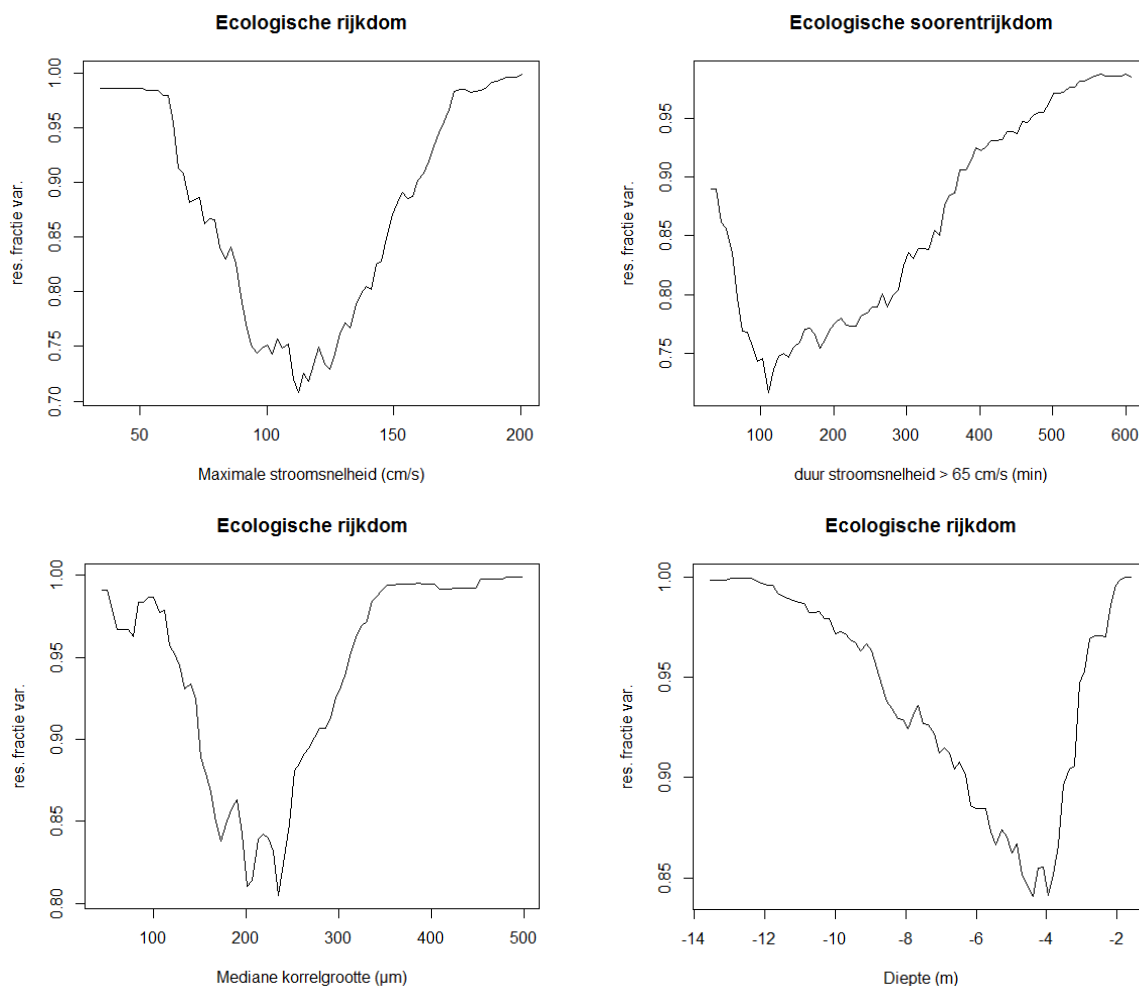 Ecologische rijkdom
res. fractie var.
1.00
0.95
0.90
0.85
0.80
0.75
0.70
50 100 150 200
Maximale stroomsnelheid (cm/s)
Ecologische soorentrijkdom
res. fractie var.
0.95
0.90
0.85
0.80
0.75
100 200 300 400 500 600
duur stroomsnelheid > 65 cm/s (min)
Ecologische rijkdom
res. fractie var.
1.00
0.95
0.90
0.85
0.80
100 200 300 400 500
Mediane korrelgrootte (µm)
Ecologische rijkdom
res. fractie var.
1.00
0.95
0.90
0.85
-14 -12 -10 -8 -6 -4 -2
Diepte (m)